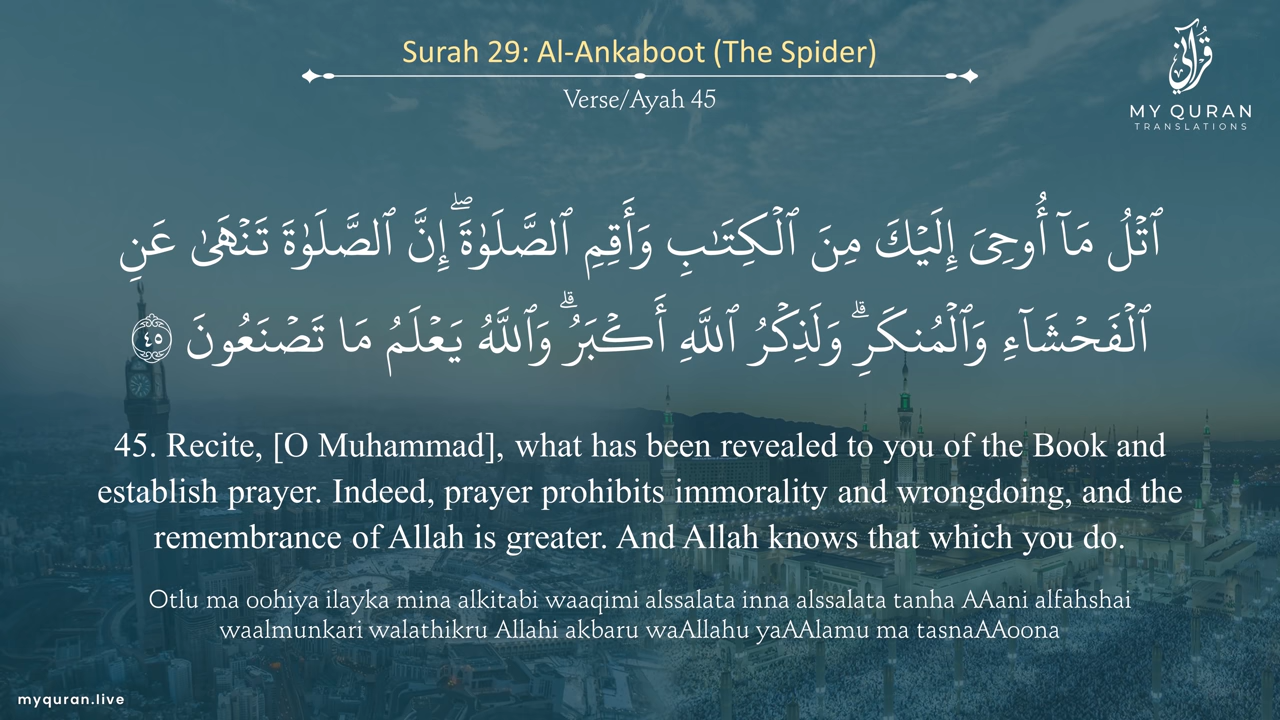 Surah 29: Al-Ankaboot (The Spider)
Verse/Ayah 45
قرآني
MY QURAN
TRANSLATIONS
ٱتۡلُ مَآ أُوحِيَ إِلَيۡكَ مِنَ ٱلۡكِتَٰبِ وَأَقِمِ ٱلصَّلَوٰةَۖ إِنَّ ٱلصَّلَوٰةَ تَنۡهَىٰ عَنِ
ٱلۡفَحۡشَآءِ وَٱلۡمُنكَرِۗ وَلَذِكۡرُ ٱللَّهِ أَكۡبَرُۗ وَٱللَّهُ يَعۡلَمُ مَا تَصۡنَعُونَ ٤٥
45. Recite, [O Muhammad], what has been revealed to you of the Book and
establish prayer. Indeed, prayer prohibits immorality and wrongdoing, and the
remembrance of Allah is greater. And Allah knows that which you do.
Otlu ma oohiya ilayka mina alkitabi waaqimi alssalata inna alssalata tanha AAani alfahshai
waalmunkari walathikru Allahi akbaru waAllahu yaAAlamu ma tasnaAAoona
myquran.live